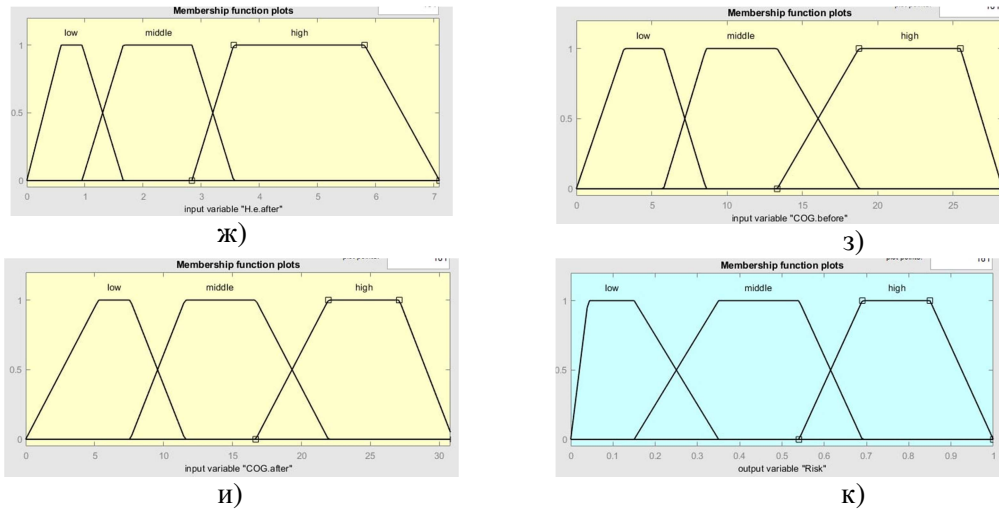 Membership function plots
low middle high
1
0.5
0
0 1 2 3 4 5 6 7
input variable "H.e.after"
ж)
Membership function plots
low middle high
1
0.5
0
0 5 10 15 20 25
input variable "COG.before"
з)
Membership function plots
low middle high
1
0.5
0
0 5 10 15 20 25 30
input variable "COG.after"
и)
Membership function plots
low middle high
1
0.5
0
0 0.1 0.2 0.3 0.4 0.5 0.6 0.7 0.8 0.9 1
output variable "Risk"
к)